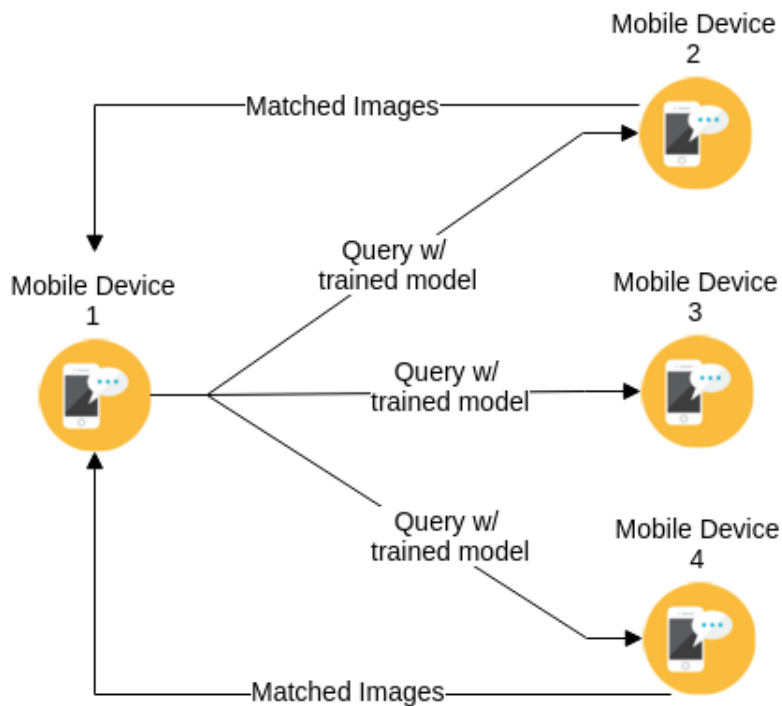 Mobile Device
2
Matched Images
Query w/
trained model
Mobile Device
1
Mobile Device
3
Query w/
trained model
Query w/
trained model
Mobile Device
4
Matched Images